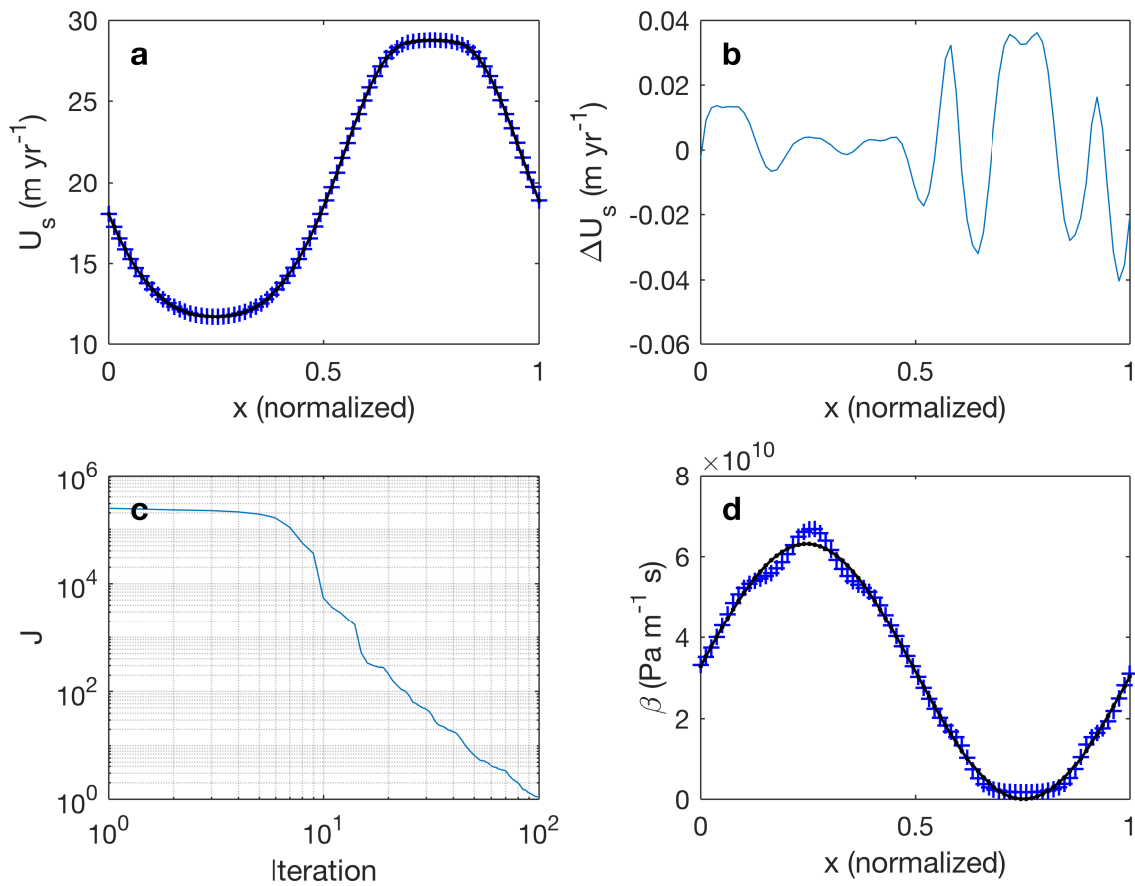 a
30
25
20
15
10
U_s (m yr^-1)
0
0.5
1
x (normalized)
b
0.04
0.02
0
-0.02
-0.04
-0.06
ΔU_s (m yr^-1)
0
0.5
1
x (normalized)
c
10^6
10^4
10^2
10^0
J
10^0
10^1
10^2
Iteration
×10^10
d
8
6
4
2
0
β (Pa m^-1 s)
0
0.5
1
x (normalized)